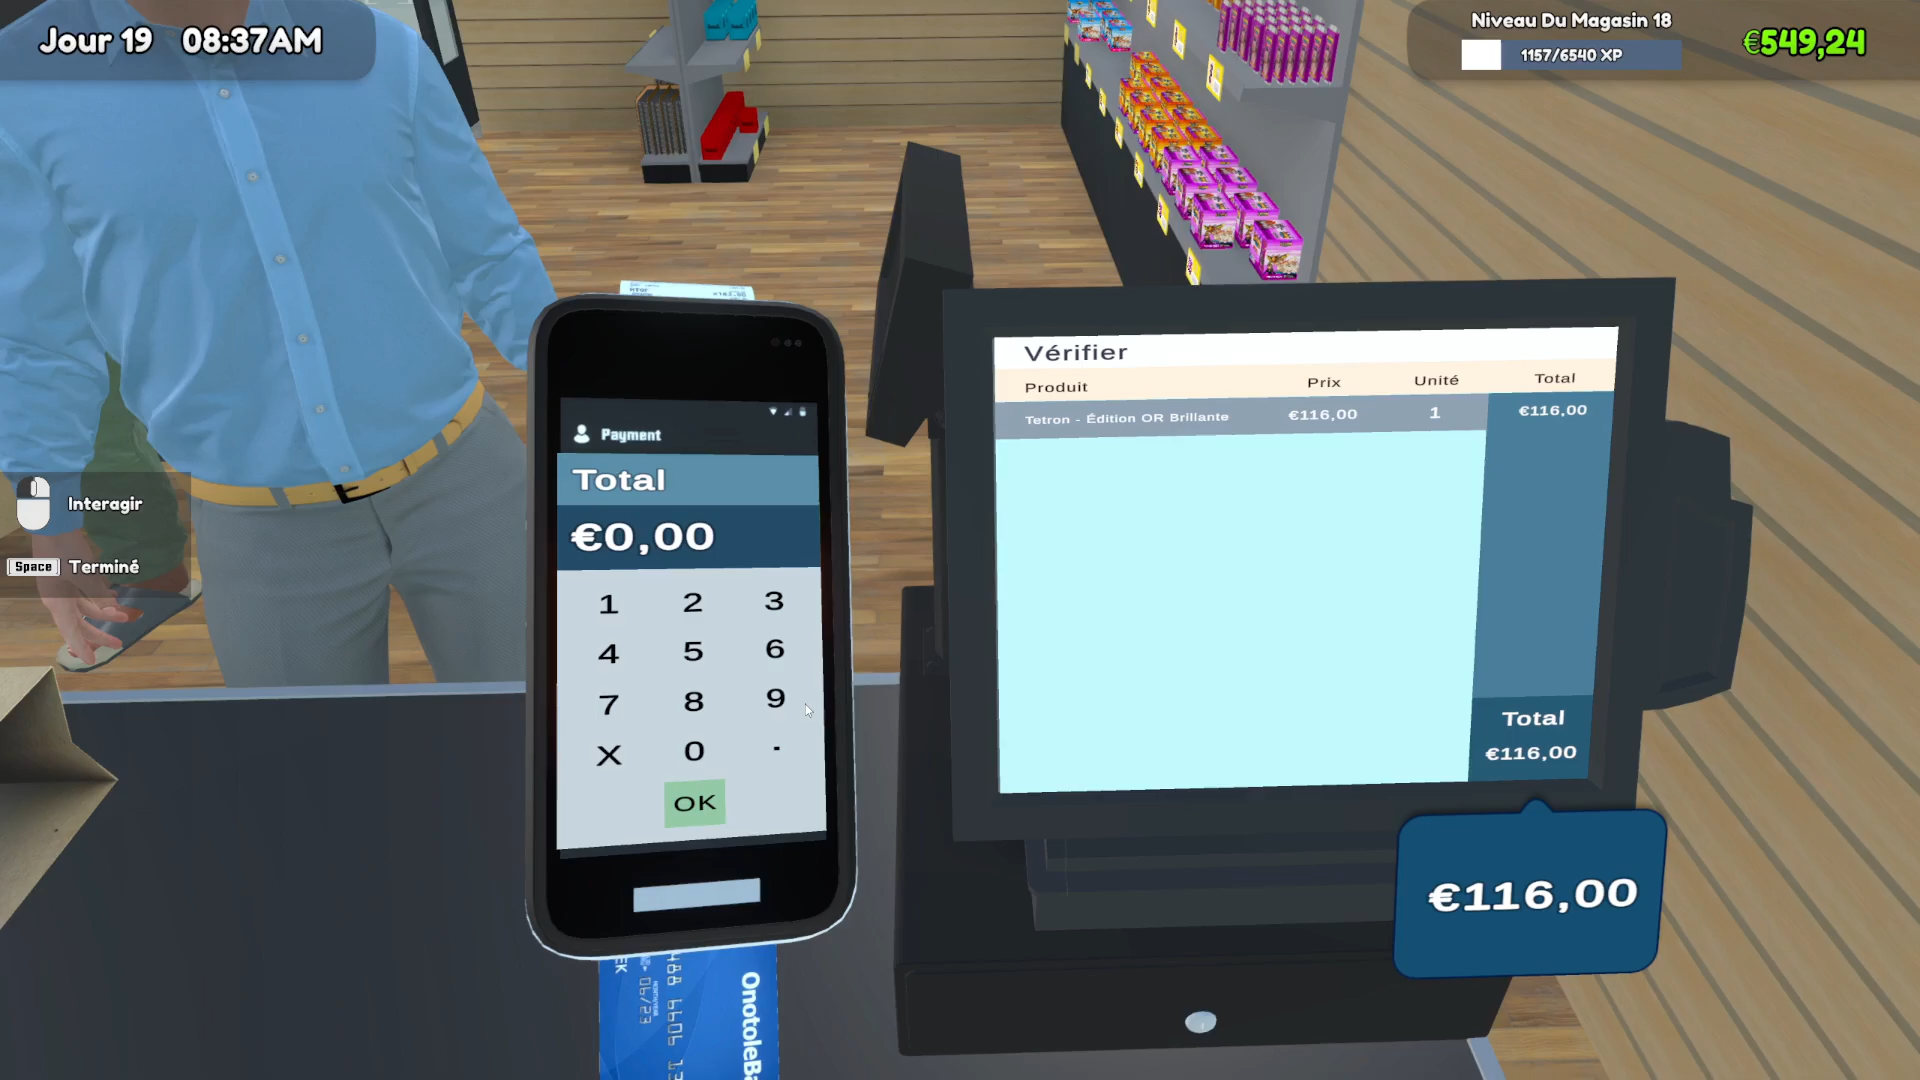 Jour 19 08:37AM
Niveau Du Magasin 18
1157/6540 XP
€549,24
Interagir
Space Terminé
Payment
Total
€0,00
1 2 3
4 5 6
7 8 9
X 0 .
OK
Vérifier
Produit Prix Unité Total
Tetron - Édition OR Brillante €116,00 1 €116,00
Total
€116,00
€116,00
OnotoleBa